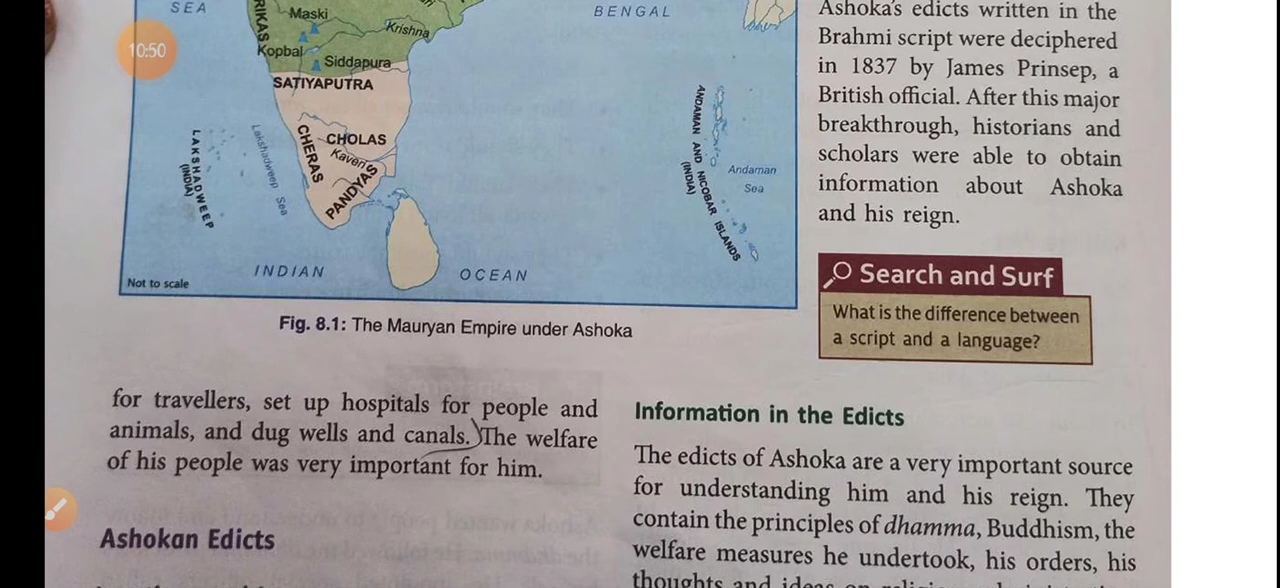 SEA
RIKAS
Maski
Krishna
Kopbal
Siddapura
SATIYAPUTRA
BENGAL
10:50
LAKSHADWEEP
(INDIA)
Lakshadweep Sea
CHERAS
CHOLAS
Kaveri
PANDYAS
ANDAMAN AND NICOBAR ISLANDS
(INDIA)
Andaman
Sea
INDIAN
OCEAN
Not to scale
Fig. 8.1: The Mauryan Empire under Ashoka
Ashoka's edicts written in the
Brahmi script were deciphered
in 1837 by James Prinsep, a
British official. After this major
breakthrough, historians and
scholars were able to obtain
information about Ashoka
and his reign.
Search and Surf
What is the difference between
a script and a language?
for travellers, set up hospitals for people and
animals, and dug wells and canals. The welfare
of his people was very important for him.
Ashokan Edicts
Information in the Edicts
The edicts of Ashoka are a very important source
for understanding him and his reign. They
contain the principles of dhamma, Buddhism, the
welfare measures he undertook, his orders, his
thoughts and ideas on